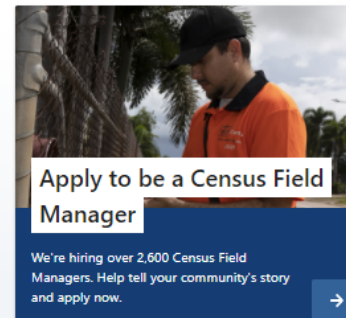 Apply to be a Census Field
Manager
We're hiring over 2,600 Census Field
Managers. Help tell your community's story
and apply now.